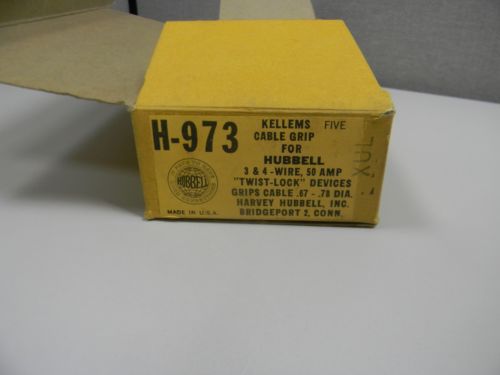 H-973
KELLEMS FIVE
CABLE GRIP
FOR
HUBBELL
3 & 4-WIRE, 50 AMP
"TWIST-LOCK" DEVICES
GRIPS CABLE .67 - .78 DIA.
HARVEY HUBBELL, INC.
BRIDGEPORT 2, CONN.
HUBBELL
MADE IN U.S.A.